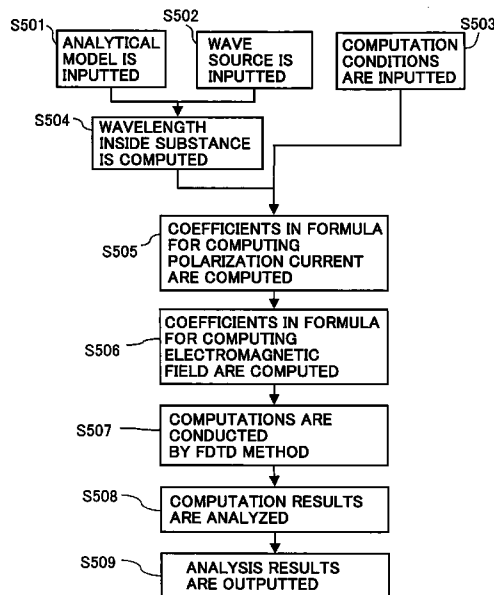 S501
ANALYTICAL
MODEL IS
INPUTTED
S502
WAVE
SOURCE IS
INPUTTED
S503
COMPUTATION
CONDITIONS
ARE INPUTTED
S504
WAVELENGTH
INSIDE SUBSTANCE
IS COMPUTED
S505
COEFFICIENTS IN FORMULA
FOR COMPUTING
POLARIZATION CURRENT
ARE COMPUTED
S506
COEFFICIENTS IN FORMULA
FOR COMPUTING
ELECTROMAGNETIC
FIELD ARE COMPUTED
S507
COMPUTATIONS ARE
CONDUCTED
BY FDTD METHOD
S508
COMPUTATION RESULTS
ARE ANALYZED
S509
ANALYSIS RESULTS
ARE OUTPUTTED